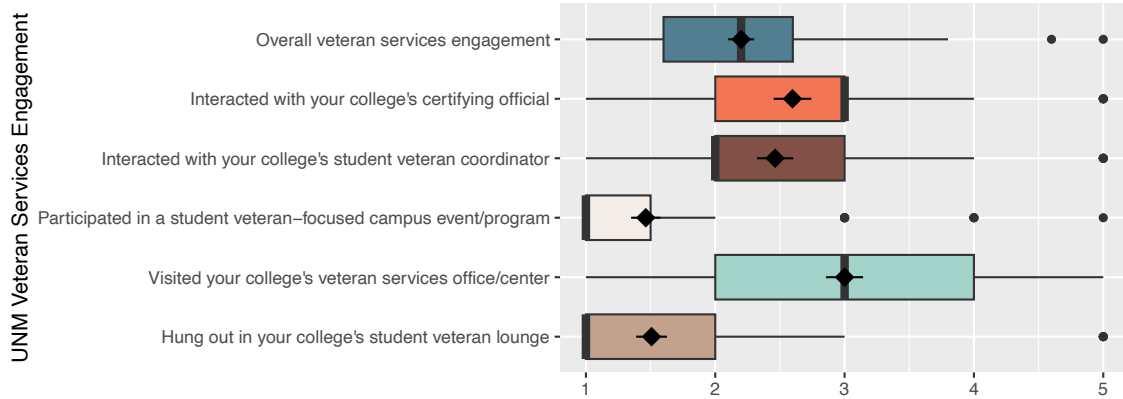 UNM Veteran Services Engagement
Overall veteran services engagement
Interacted with your college's certifying official
Interacted with your college's student veteran coordinator
Participated in a student veteran−focused campus event/program
Visited your college's veteran services office/center
Hung out in your college's student veteran lounge
1 2 3 4 5